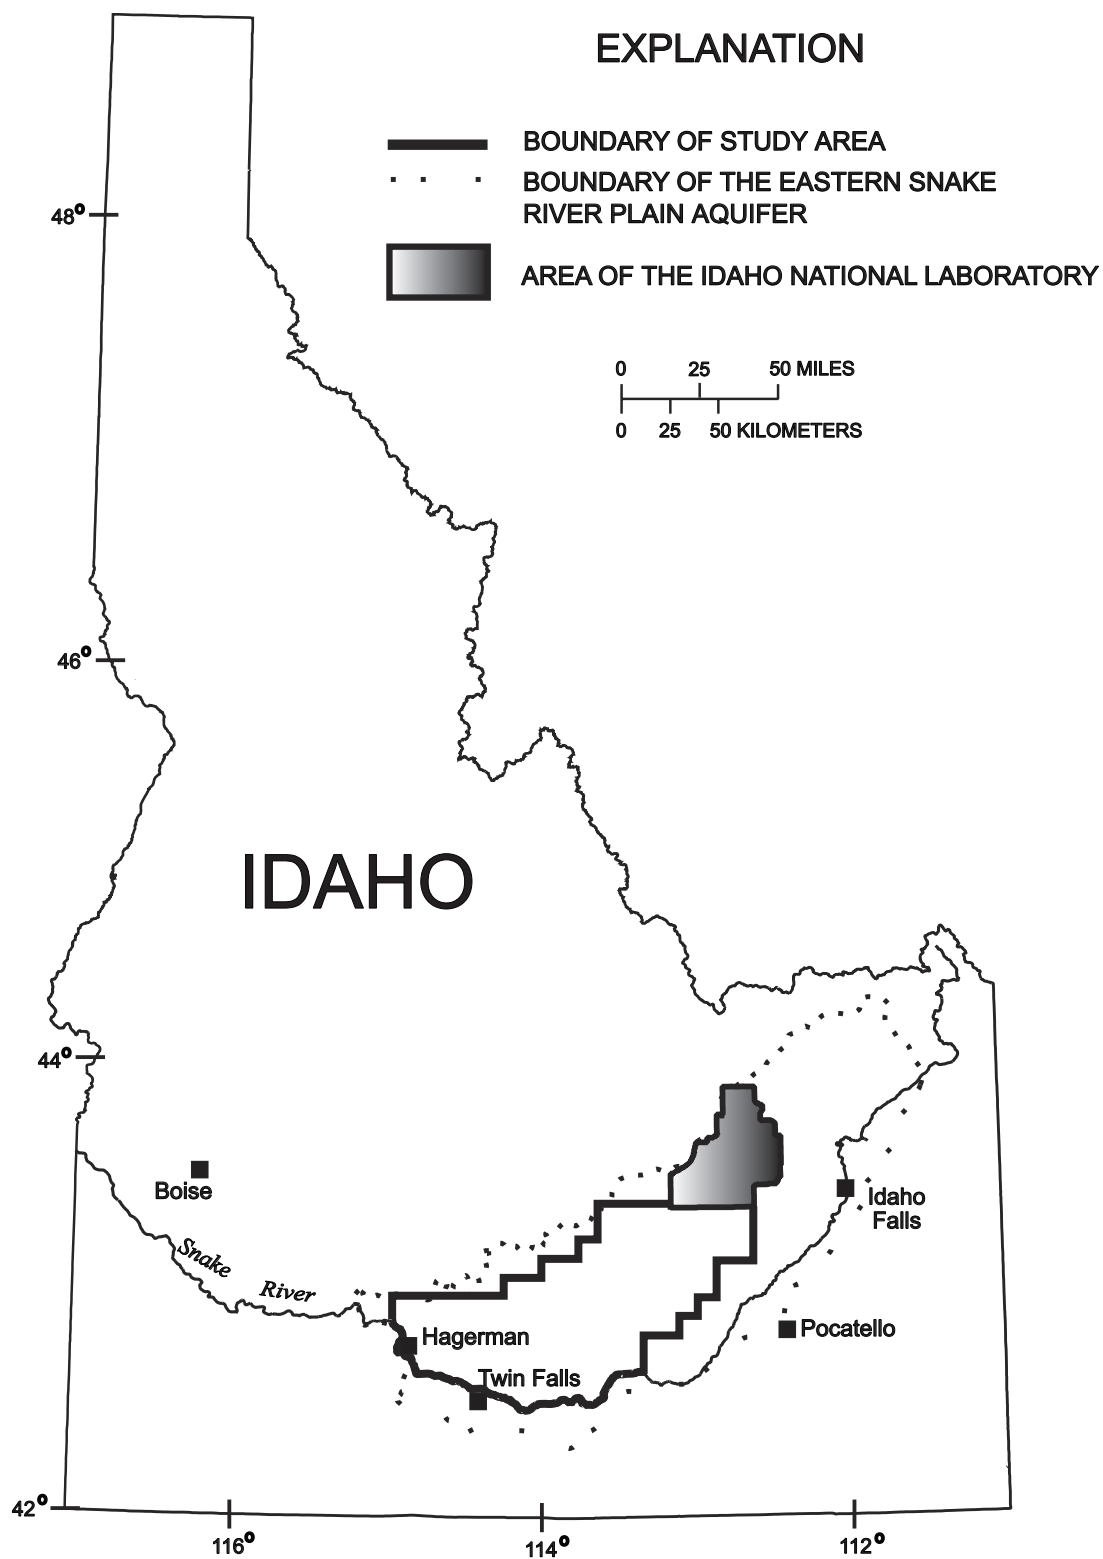 EXPLANATION
BOUNDARY OF STUDY AREA
BOUNDARY OF THE EASTERN SNAKE
RIVER PLAIN AQUIFER
AREA OF THE IDAHO NATIONAL LABORATORY
0 25 50 MILES
0 25 50 KILOMETERS
48°
46°
IDAHO
44°
Boise
Idaho
Falls
Snake
River
Pocatello
Hagerman
Twin Falls
42°
116° 114° 112°